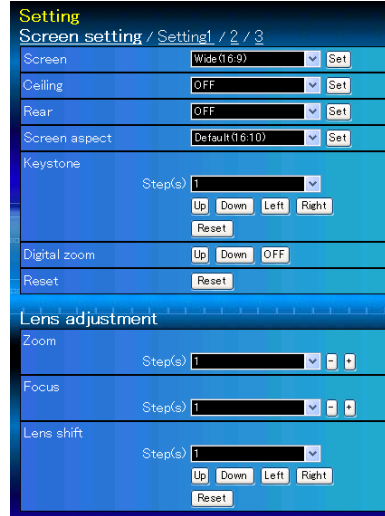 Setting
Screen setting / Setting1 / 2 / 3
Screen Wide(16:9) Set
Ceiling OFF Set
Rear OFF Set
Screen aspect Default(16:10) Set
Keystone
Step(s) 1
Up Down Left Right
Reset
Digital zoom Up Down OFF
Reset Reset
Lens adjustment
Zoom
Step(s) 1 - +
Focus
Step(s) 1 - +
Lens shift
Step(s) 1
Up Down Left Right
Reset